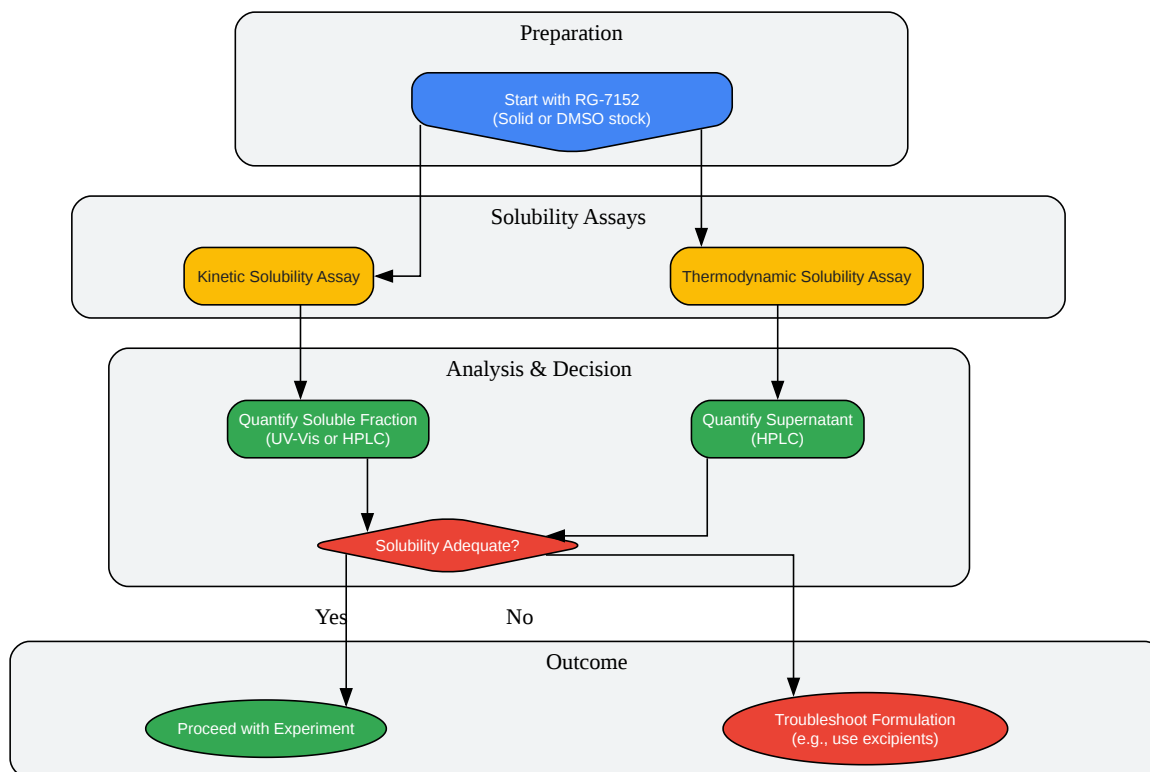 Preparation
Start with RG-7152
(Solid or DMSO stock)
Solubility Assays
Kinetic Solubility Assay
Thermodynamic Solubility Assay
Analysis & Decision
Quantify Soluble Fraction
(UV-Vis or HPLC)
Quantify Supernatant
(HPLC)
Solubility Adequate?
Yes
No
Outcome
Proceed with Experiment
Troubleshoot Formulation
(e.g., use excipients)